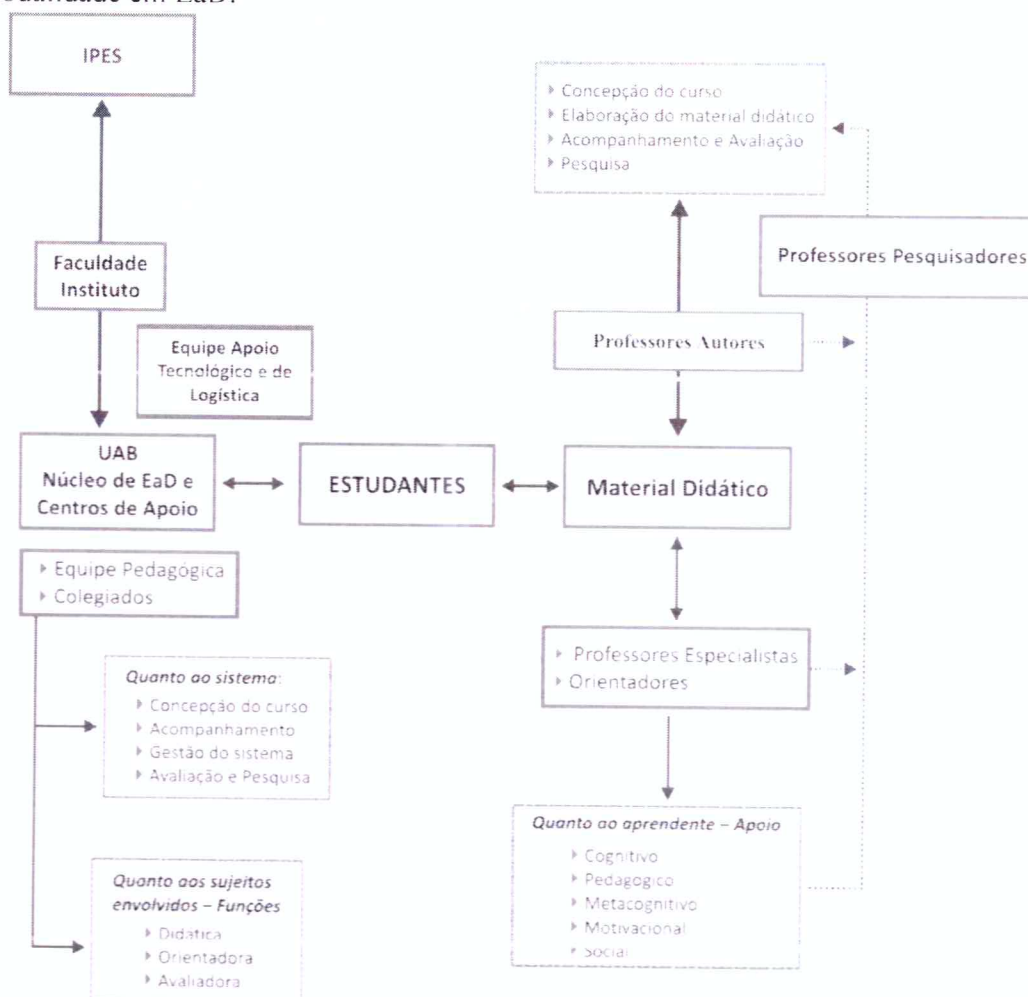 em EaD.
IPES
▸ Concepção do curso
▸ Elaboração do material didático
▸ Acompanhamento e Avaliação
▸ Pesquisa
Professores Pesquisadores
Faculdade
Instituto
Equipe Apoio
Tecnológico e de
Logística
Professores Autores
UAB
Núcleo de EaD e
Centros de Apoio
ESTUDANTES
Material Didático
▸ Equipe Pedagógica
▸ Colegiados
▸ Professores Especialistas
▸ Orientadores
Quanto ao sistema:
▸ Concepção do curso
▸ Acompanhamento
▸ Gestão do sistema
▸ Avaliação e Pesquisa
Quanto ao aprendente – Apoio
▸ Cognitivo
▸ Pedagógico
▸ Metacognitivo
▸ Motivacional
▸ Social
Quanto aos sujeitos
envolvidos – Funções
▸ Didática
▸ Orientadora
▸ Avaliadora